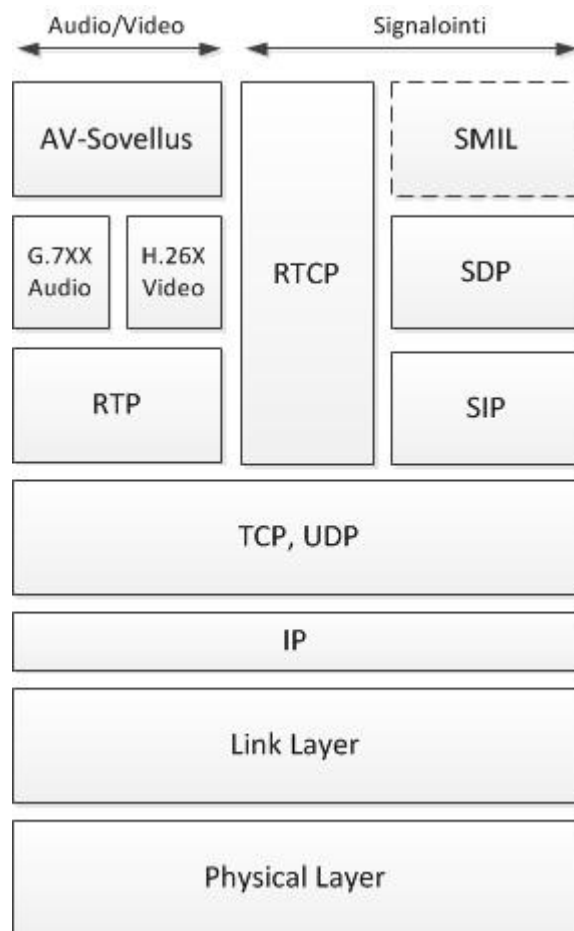 Audio/Video
Signalointi
AV-Sovellus
RTCP
SMIL
G.7XX
Audio
H.26X
Video
SDP
RTP
SIP
TCP, UDP
IP
Link Layer
Physical Layer